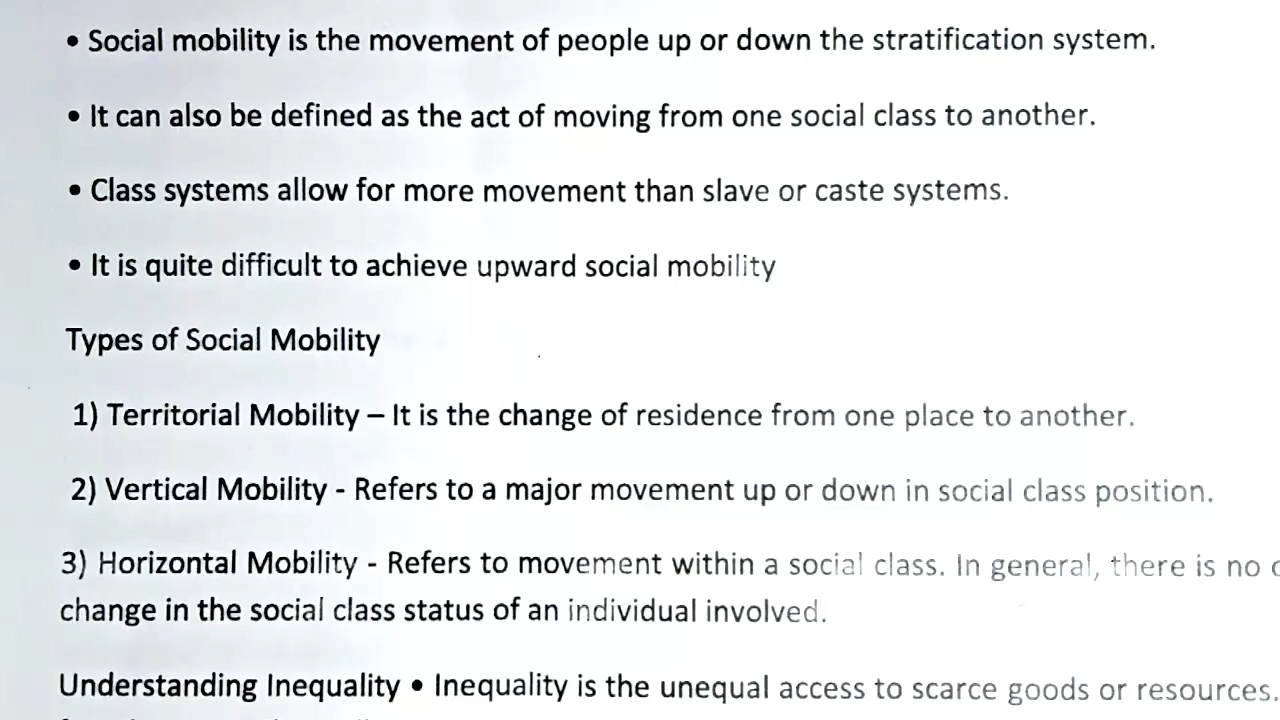 • Social mobility is the movement of people up or down the stratification system.
• It can also be defined as the act of moving from one social class to another.
• Class systems allow for more movement than slave or caste systems.
• It is quite difficult to achieve upward social mobility
Types of Social Mobility
1) Territorial Mobility – It is the change of residence from one place to another.
2) Vertical Mobility - Refers to a major movement up or down in social class position.
3) Horizontal Mobility - Refers to movement within a social class. In general, there is no
change in the social class status of an individual involved.
Understanding Inequality • Inequality is the unequal access to scarce goods or resources.